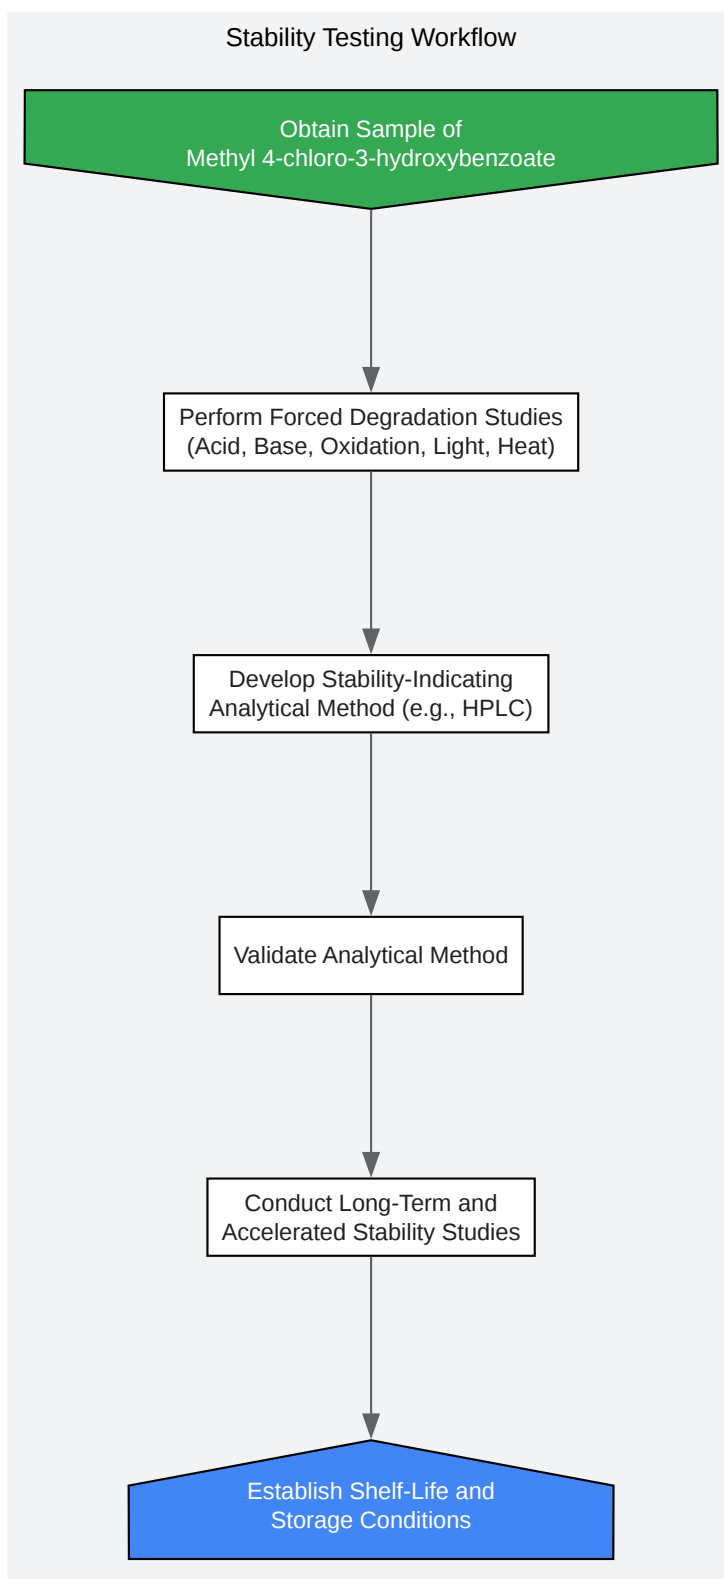 Stability Testing Workflow
Obtain Sample of
Methyl 4-chloro-3-hydroxybenzoate
Perform Forced Degradation Studies
(Acid, Base, Oxidation, Light, Heat)
Develop Stability-Indicating
Analytical Method (e.g., HPLC)
Validate Analytical Method
Conduct Long-Term and
Accelerated Stability Studies
Establish Shelf-Life and
Storage Conditions